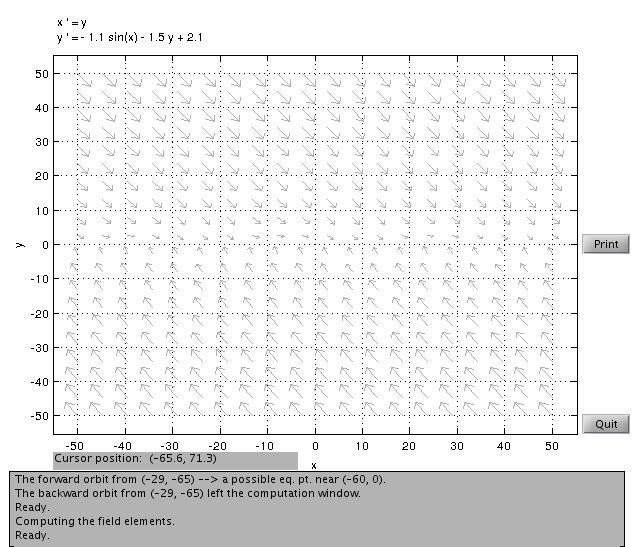 x ' = y
y ' = - 1.1 sin(x) - 1.5 y + 2.1
50
40
30
20
10
0
-10
-20
-30
-40
-50
y
-50 -40 -30 -20 -10 0 10 20 30 40 50
x
Print
Quit
Cursor position: (-65.6, 71.3)
The forward orbit from (-29, -65) --> a possible eq. pt. near (-60, 0).
The backward orbit from (-29, -65) left the computation window.
Ready.
Computing the field elements.
Ready.